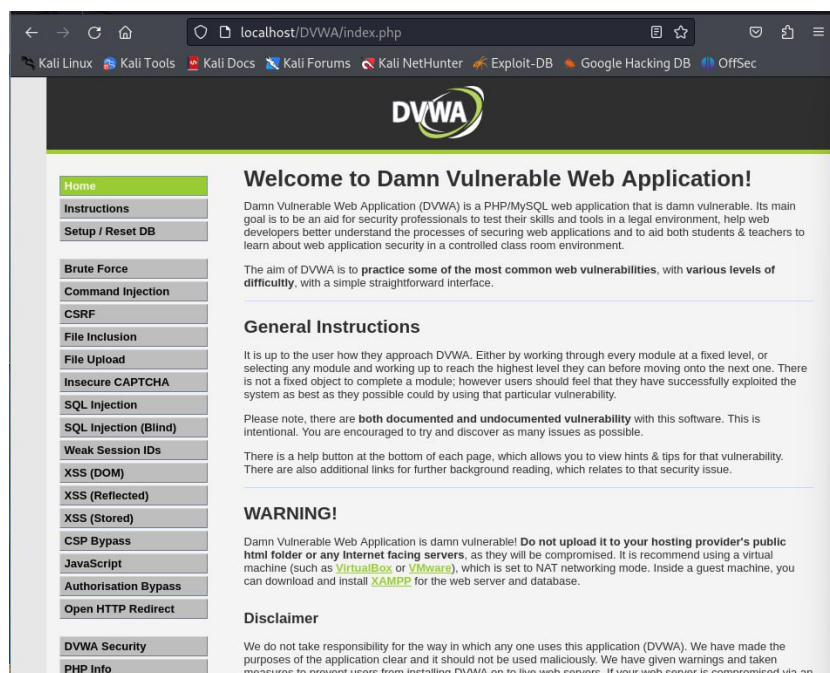 localhost/DVWA/index.php
Kali Linux Kali Tools Kali Docs Kali Forums Kali NetHunter Exploit-DB Google Hacking DB OffSec
DVWA
Home
Instructions
Setup / Reset DB
Brute Force
Command Injection
CSRF
File Inclusion
File Upload
Insecure CAPTCHA
SQL Injection
SQL Injection (Blind)
Weak Session IDs
XSS (DOM)
XSS (Reflected)
XSS (Stored)
CSP Bypass
JavaScript
Authorisation Bypass
Open HTTP Redirect
DVWA Security
PHP Info
Welcome to Damn Vulnerable Web Application!
Damn Vulnerable Web Application (DVWA) is a PHP/MySQL web application that is damn vulnerable. Its main
goal is to be an aid for security professionals to test their skills and tools in a legal environment, help web
developers better understand the processes of securing web applications and to aid both students & teachers to
learn about web application security in a controlled class room environment.
The aim of DVWA is to practice some of the most common web vulnerabilities, with various levels of
difficultly, with a simple straightforward interface.
General Instructions
It is up to the user how they approach DVWA. Either by working through every module at a fixed level, or
selecting any module and working up to reach the highest level they can before moving onto the next one. There
is not a fixed object to complete a module; however users should feel that they have successfully exploited the
system as best as they possible could by using that particular vulnerability.
Please note, there are both documented and undocumented vulnerability with this software. This is
intentional. You are encouraged to try and discover as many issues as possible.
There is a help button at the bottom of each page, which allows you to view hints & tips for that vulnerability.
There are also additional links for further background reading, which relates to that security issue.
WARNING!
Damn Vulnerable Web Application is damn vulnerable! Do not upload it to your hosting provider's public
html folder or any Internet facing servers, as they will be compromised. It is recommend using a virtual
machine (such as VirtualBox or VMware), which is set to NAT networking mode. Inside a guest machine, you
can download and install XAMPP for the web server and database.
Disclaimer
We do not take responsibility for the way in which any one uses this application (DVWA). We have made the
purposes of the application clear and it should not be used maliciously. We have given warnings and taken
measures to prevent users from installing DVWA on to live web servers. If your web server is compromised via an